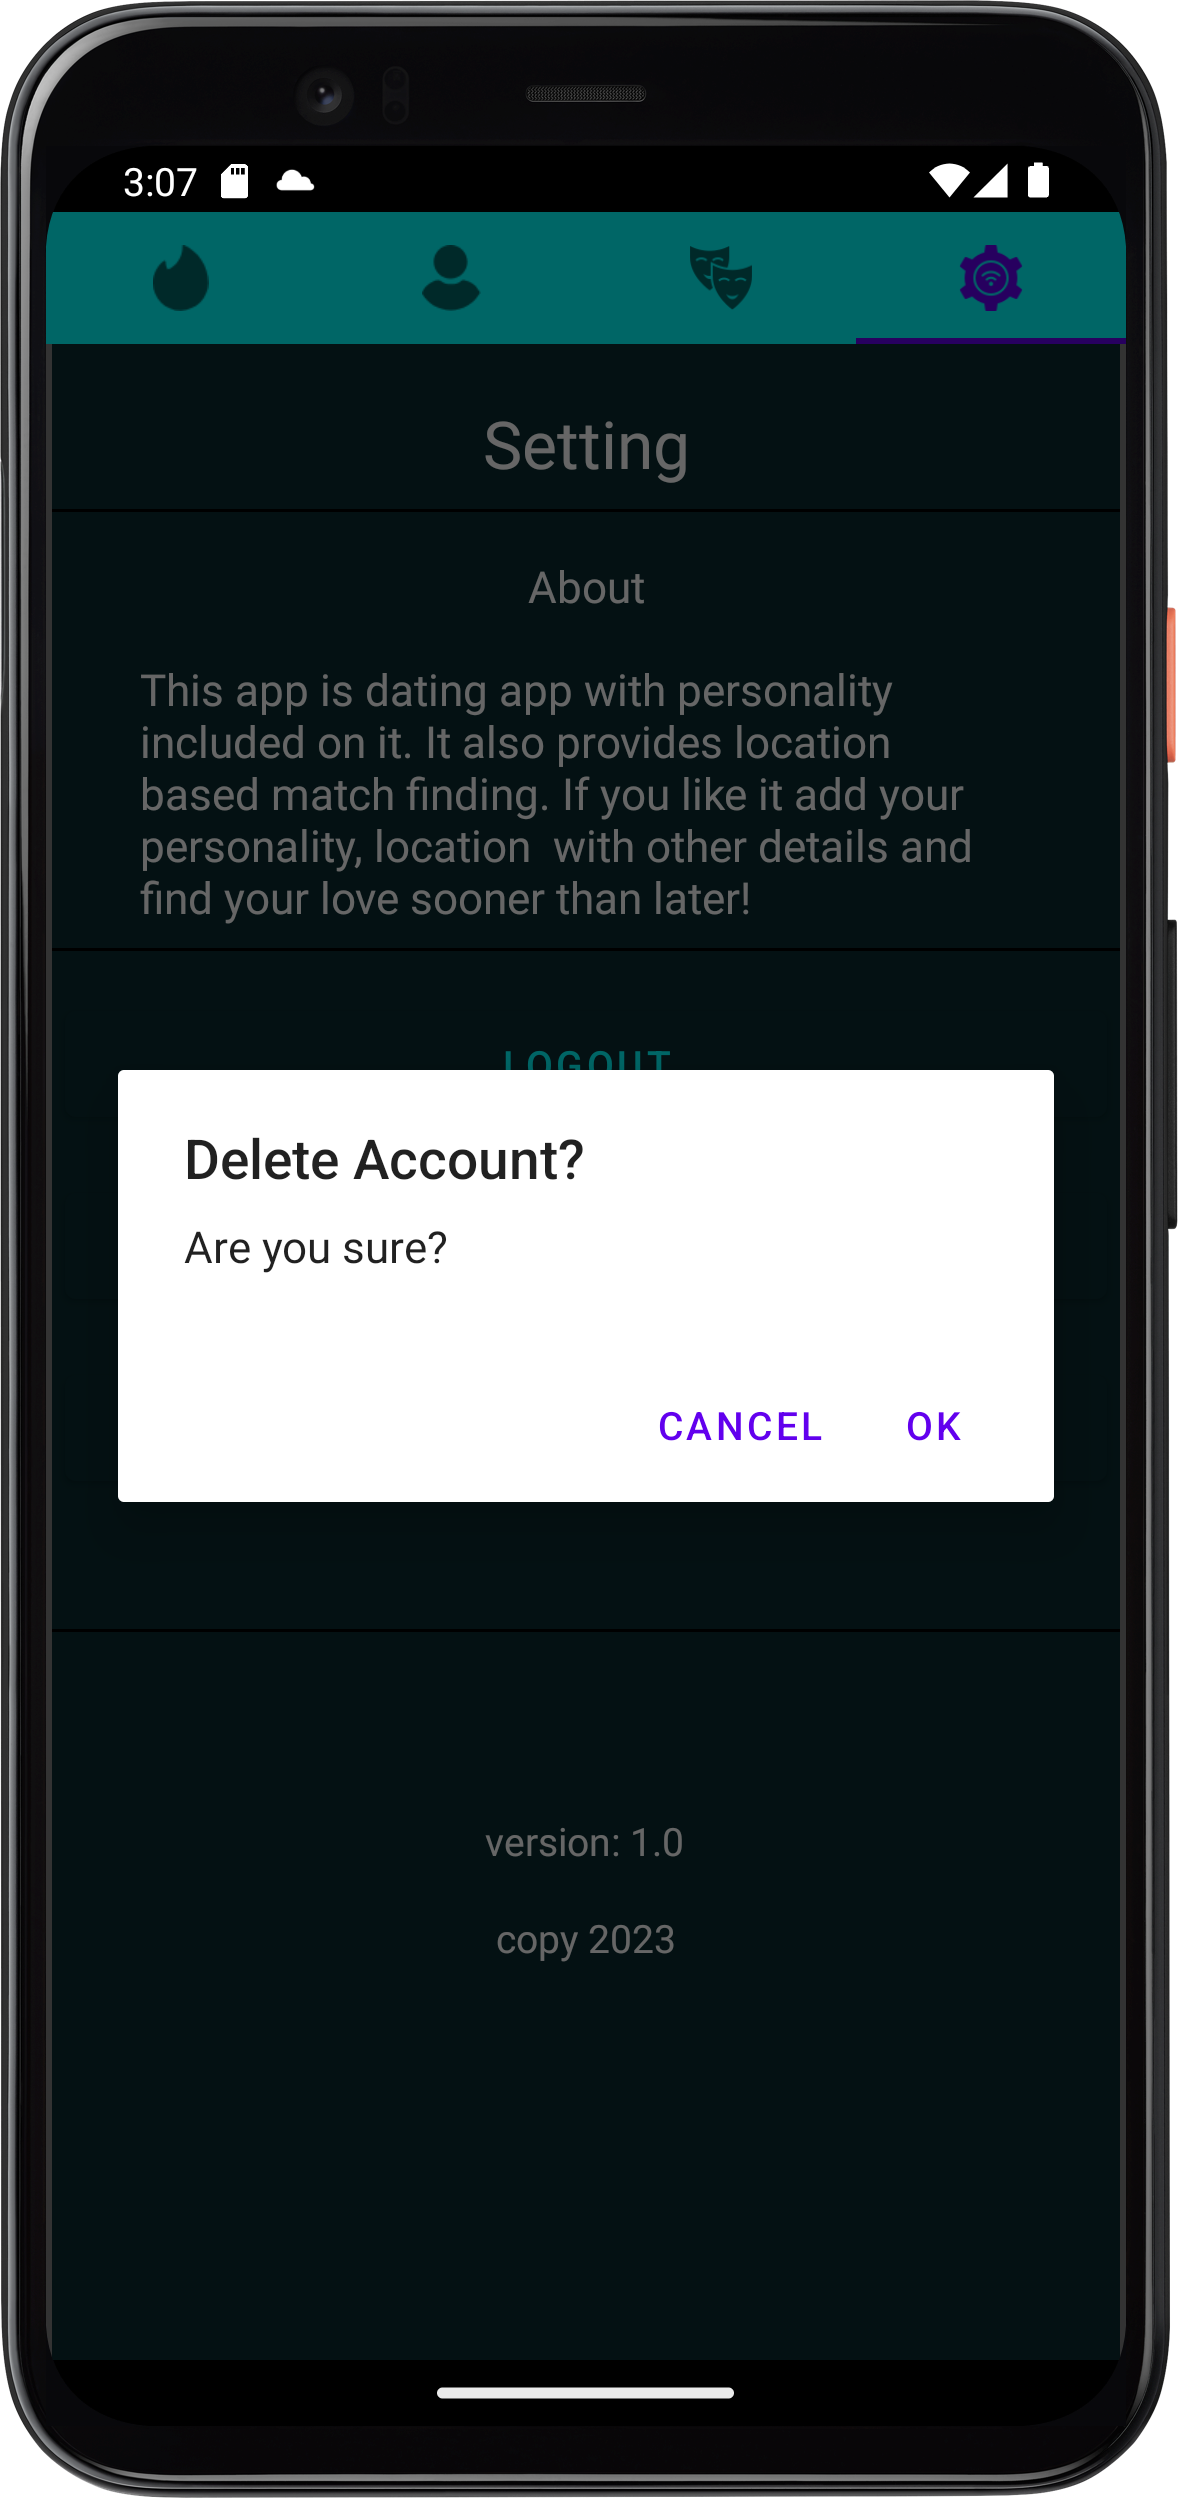 3:07
Setting
About
This app is dating app with personality
included on it. It also provides location
based match finding. If you like it add your
personality, location  with other details and
find your love sooner than later!
LOGOUT
Delete Account?
Are you sure?
CANCEL OK
version: 1.0
copy 2023